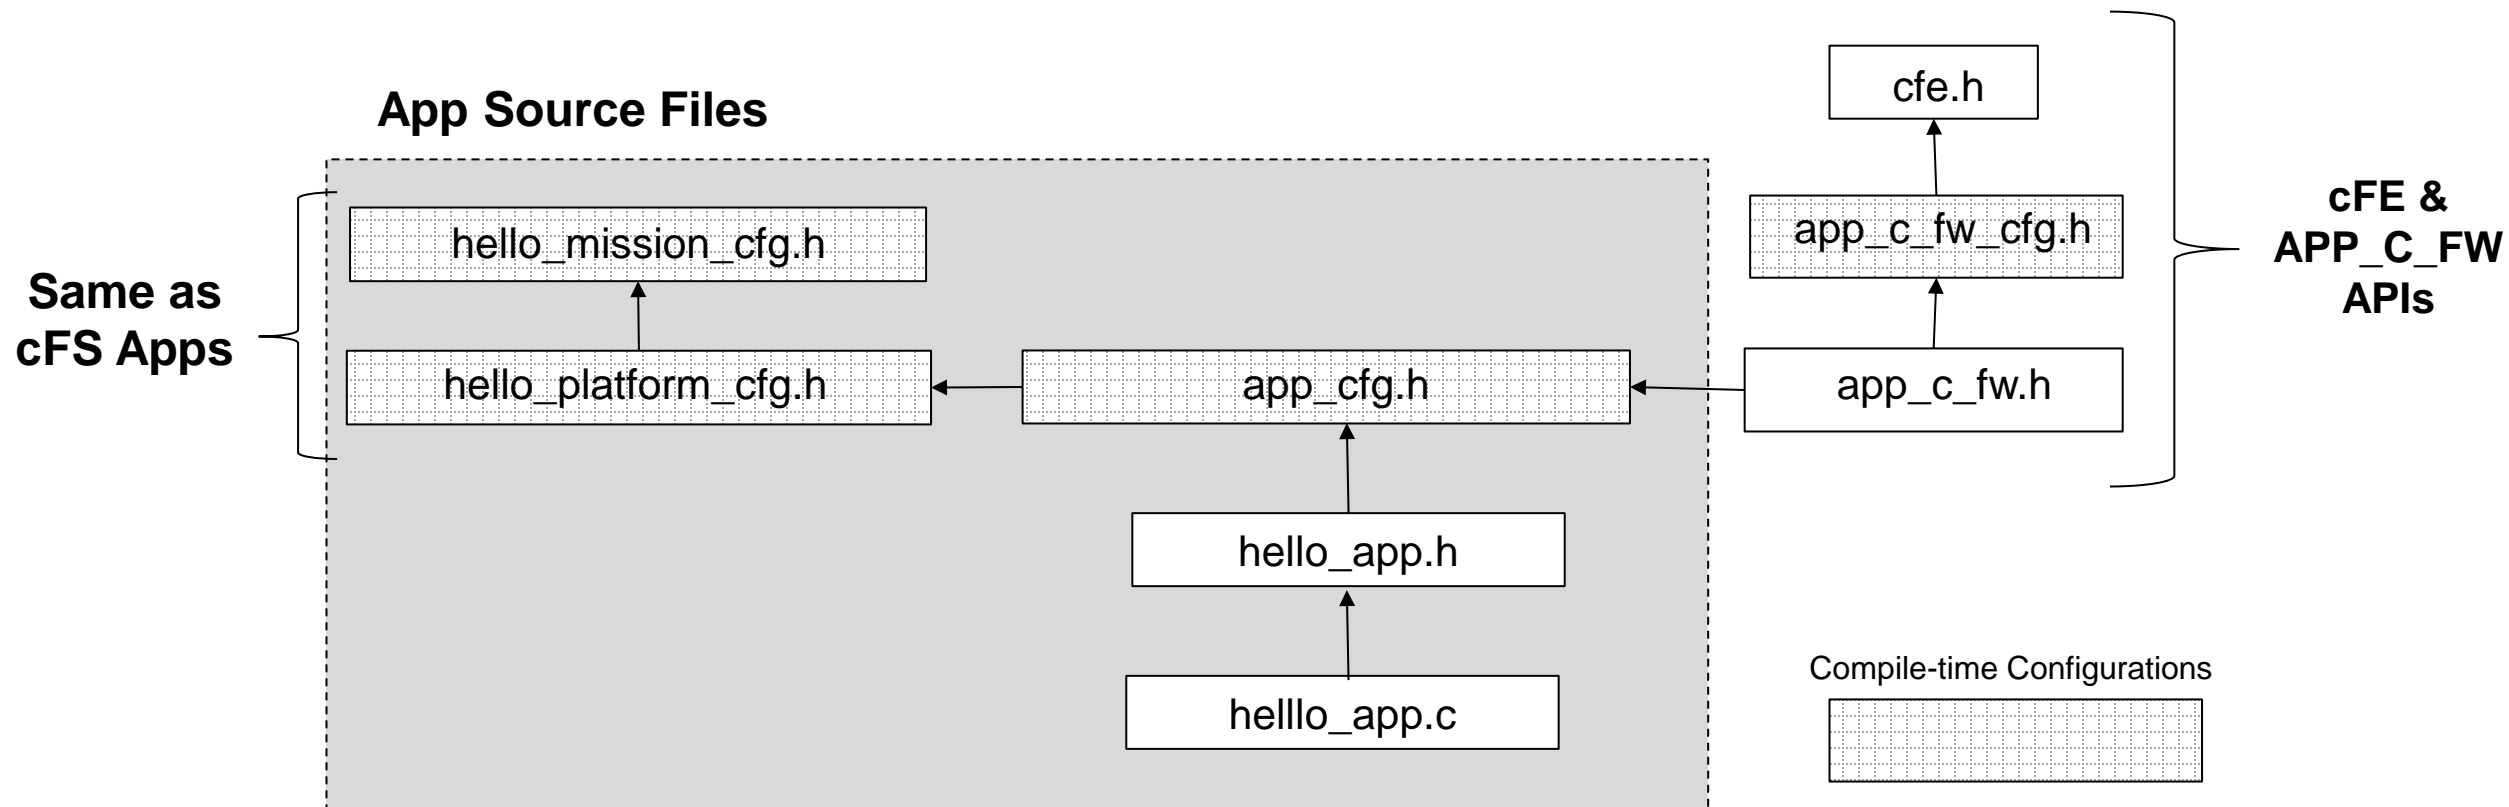 cfe.h
App Source Files
cFE &
APP_C_FW
APIs
hello_mission_cfg.h
app_c_fw_cfg.h
Same as
cFS Apps
hello_platform_cfg.h
app_cfg.h
app_c_fw.h
hello_app.h
Compile-time Configurations
helllo_app.c